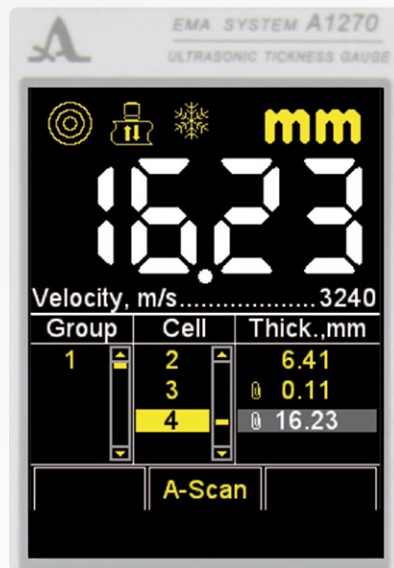 EMA SYSTEM A1270
ULTRASONIC TICKNESS GAUGE
mm
16.23
Velocity, m/s....................3240
Group Cell Thick.,mm
1 2 6.41
3 0.11
4 16.23
A-Scan